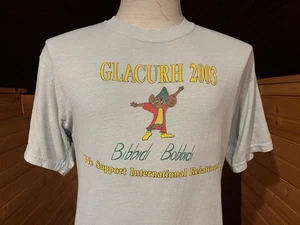 GLACURH 2003
Bibbidi Bobbidi
We Support International Relations